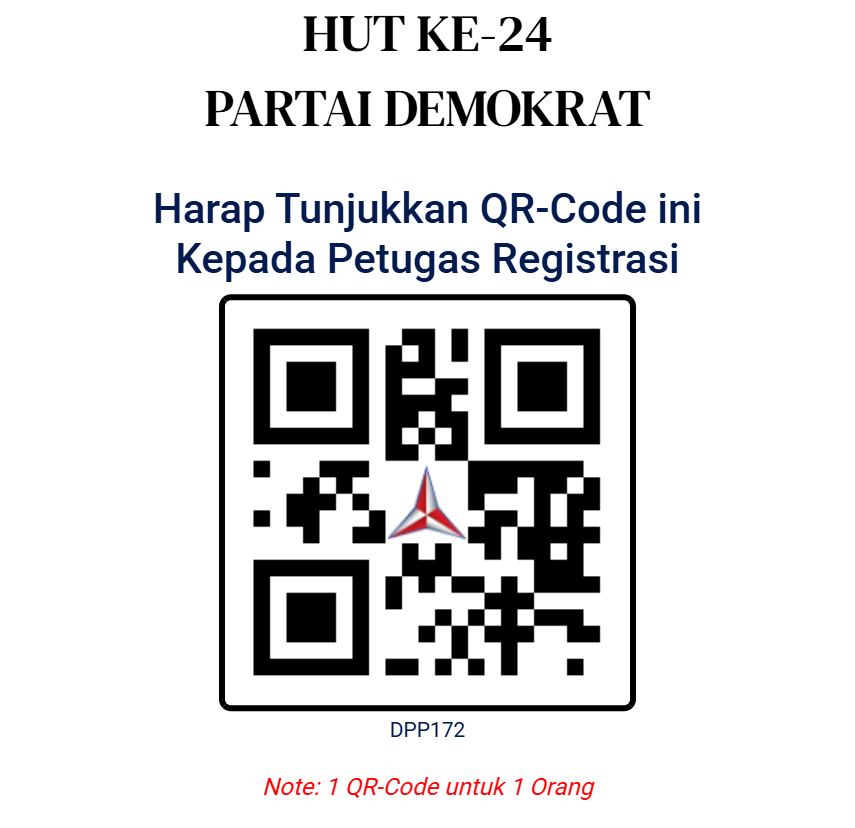 HUT KE-24
PARTAI DEMOKRAT
Harap Tunjukkan QR-Code ini
Kepada Petugas Registrasi
DPP172
Note: 1 QR-Code untuk 1 Orang